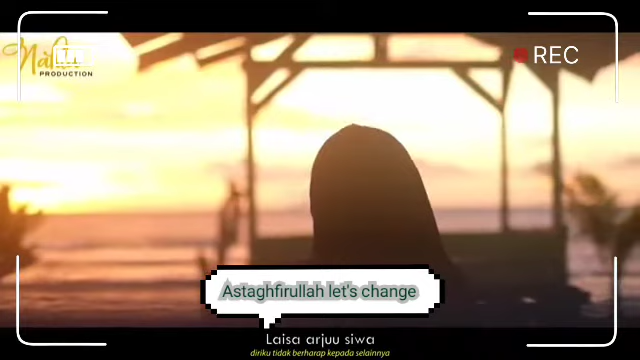 PRODUCTION
REC
Astaghfirullah let's change
Laisa arjuu siwa
diriku tidak berharap kepada selainnya